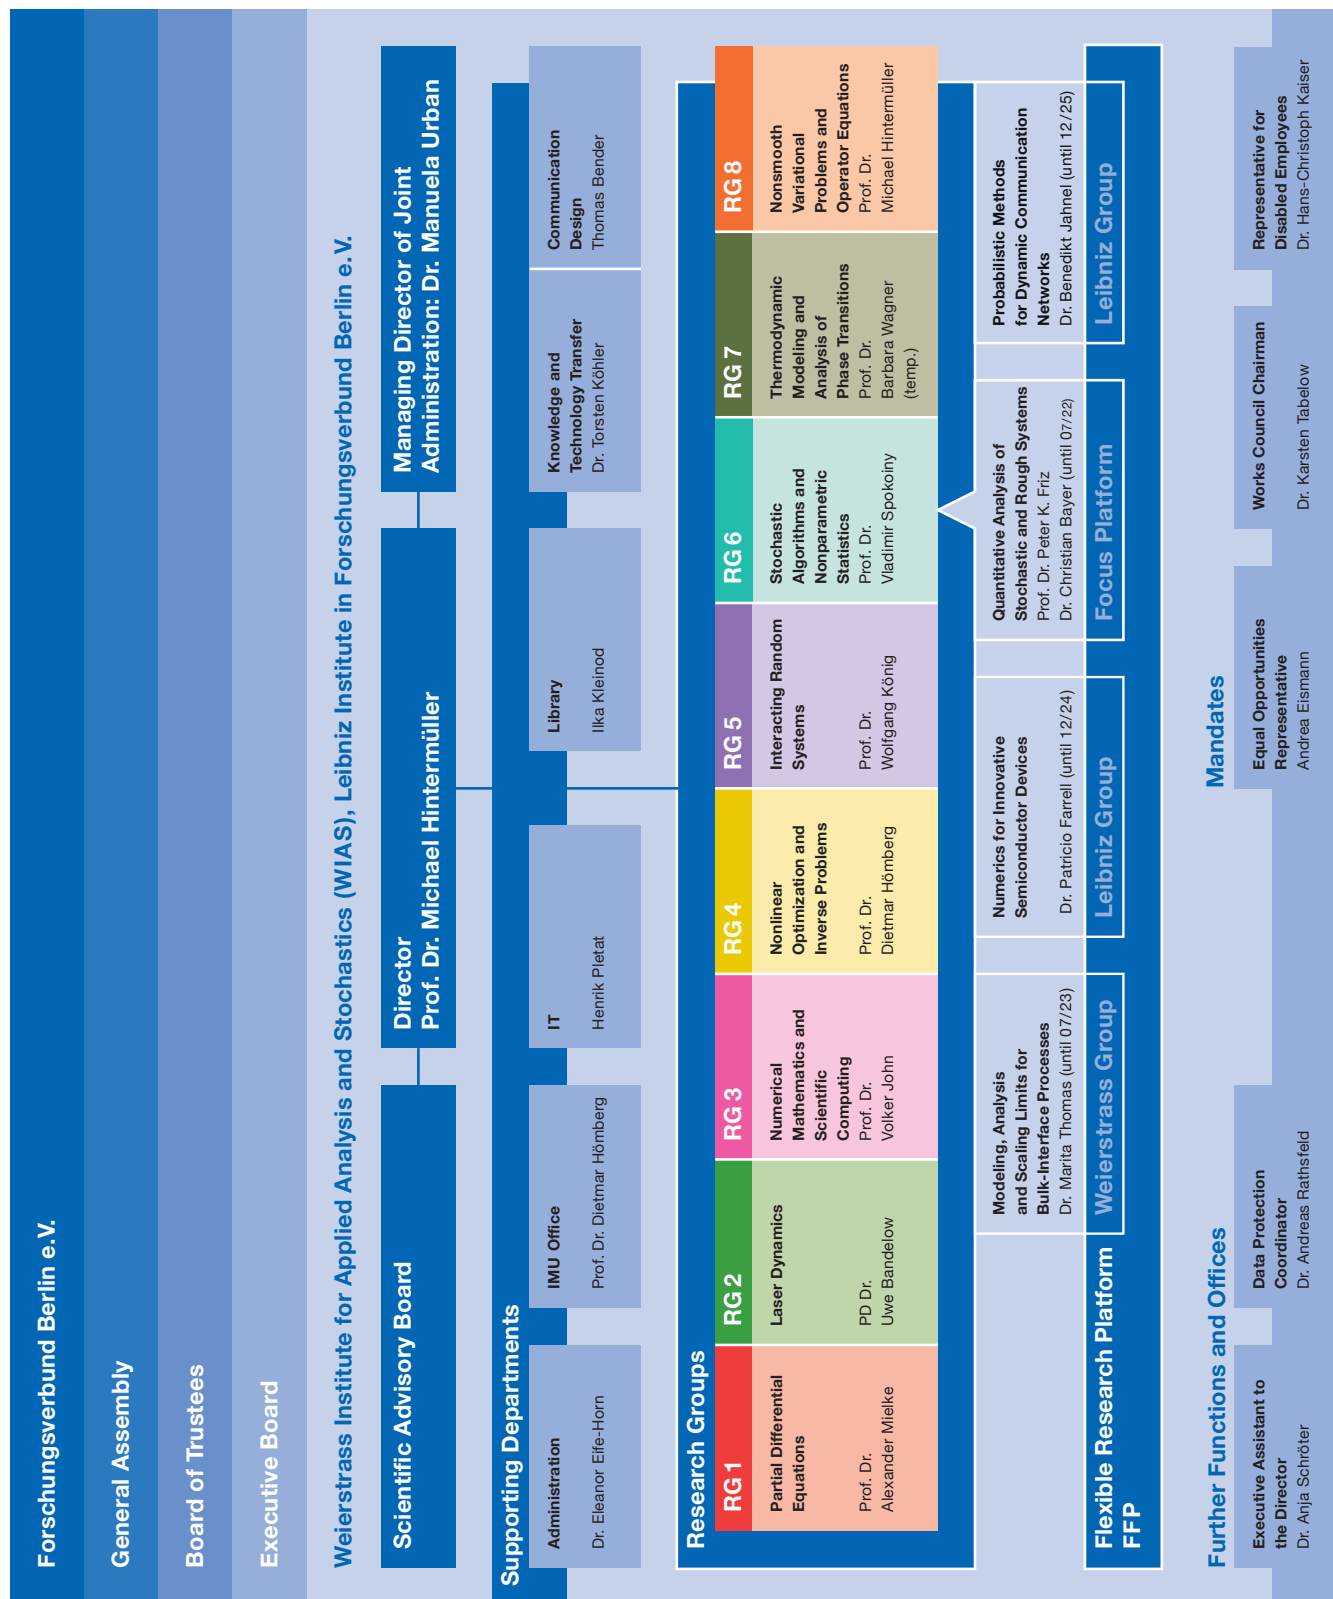 Forschungsverbund Berlin e.V.
General Assembly
Board of Trustees
Executive Board
Weierstrass Institute for Applied Analysis and Stochastics (WIAS), Leibniz Institute in Forschungsverbund Berlin e.V.
Scientific Advisory Board
Director
Prof. Dr. Michael Hintermüller
Managing Director of Joint
Administration: Dr. Manuela Urban
Supporting Departments
Administration
Dr. Eleanor Eife-Horn
IMU Office
Prof. Dr. Dietmar Hömberg
IT
Henrik Pletat
Library
Ilka Kleinod
Knowledge and
Technology Transfer
Dr. Torsten Köhler
Communication
Design
Thomas Bender
Research Groups
RG 1
Partial Differential
Equations
Prof. Dr.
Alexander Mielke
RG 2
Laser Dynamics
PD Dr.
Uwe Bandelow
RG 3
Numerical
Mathematics and
Scientific
Computing
Prof. Dr.
Volker John
RG 4
Nonlinear
Optimization and
Inverse Problems
Prof. Dr.
Dietmar Hömberg
RG 5
Interacting Random
Systems
Prof. Dr.
Wolfgang König
RG 6
Stochastic
Algorithms and
Nonparametric
Statistics
Prof. Dr.
Vladimir Spokoiny
RG 7
Thermodynamic
Modeling and
Analysis of
Phase Transitions
Prof. Dr.
Barbara Wagner
(temp.)
RG 8
Nonsmooth
Variational
Problems and
Operator Equations
Prof. Dr.
Michael Hintermüller
Flexible Research Platform
FFP
Modeling, Analysis
and Scaling Limits for
Bulk-Interface Processes
Dr. Marita Thomas (until 07/23)
Weierstrass Group
Numerics for Innovative
Semiconductor Devices
Dr. Patricio Farrell (until 12/24)
Leibniz Group
Quantitative Analysis of
Stochastic and Rough Systems
Prof. Dr. Peter K. Friz
Dr. Christian Bayer (until 07/22)
Focus Platform
Probabilistic Methods
for Dynamic Communication
Networks
Dr. Benedikt Jahnel (until 12/25)
Leibniz Group
Further Functions and Offices
Executive Assistant to
the Director
Dr. Anja Schröter
Data Protection
Coordinator
Dr. Andreas Rathsfeld
Mandates
Equal Opportunities
Representative
Andrea Eismann
Works Council Chairman
Dr. Karsten Tabelow
Representative for
Disabled Employees
Dr. Hans-Christoph Kaiser